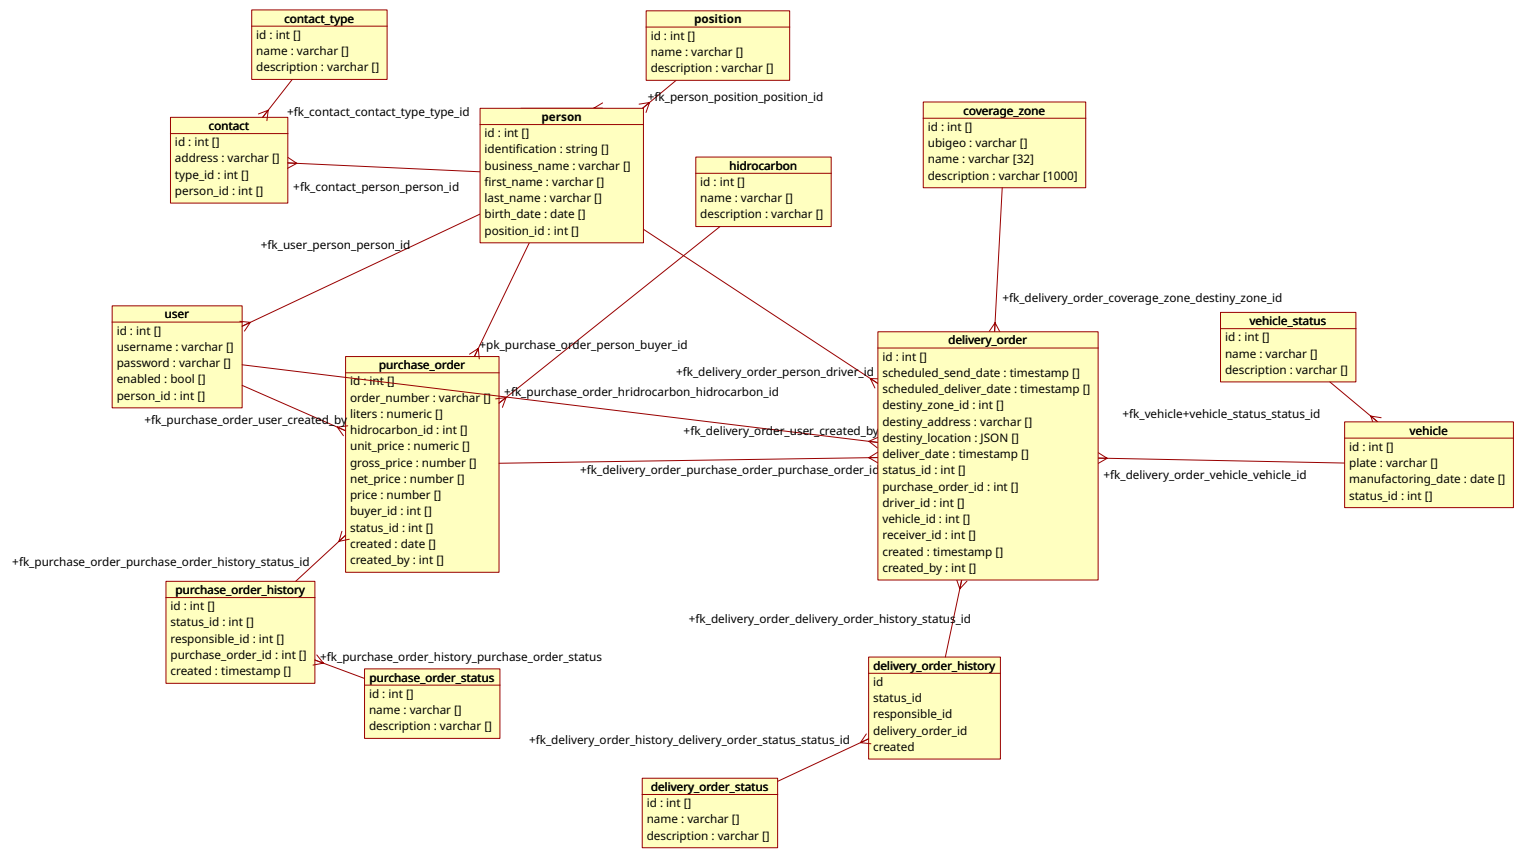 contact_type
id : int []
name : varchar []
description : varchar []
position
id : int []
name : varchar []
description : varchar []
+fk_contact_contact_type_type_id
+fk_person_position_position_id
contact
id : int []
address : varchar []
type_id : int []
person_id : int []
+fk_contact_person_person_id
person
id : int []
identification : string []
business_name : varchar []
first_name : varchar []
last_name : varchar []
birth_date : date []
position_id : int []
coverage_zone
id : int []
ubigeo : varchar []
name : varchar [32]
description : varchar [1000]
hidrocarbon
id : int []
name : varchar []
description : varchar []
+fk_user_person_person_id
+fk_delivery_order_coverage_zone_destiny_zone_id
user
id : int []
username : varchar []
password : varchar []
enabled : bool []
person_id : int []
+pk_purchase_order_person_buyer_id
+fk_delivery_order_person_driver_id
+fk_purchase_order_hridrocarbon_hidrocarbon_id
+fk_purchase_order_user_created_by
+fk_delivery_order_user_created_by
+fk_delivery_order_purchase_order_purchase_order_id
purchase_order
id : int []
order_number : varchar []
liters : numeric []
hidrocarbon_id : int []
unit_price : numeric []
gross_price : number []
net_price : number []
price : number []
buyer_id : int []
status_id : int []
created : date []
created_by : int []
delivery_order
id : int []
scheduled_send_date : timestamp []
scheduled_deliver_date : timestamp []
destiny_zone_id : int []
destiny_address : varchar []
destiny_location : JSON []
deliver_date : timestamp []
status_id : int []
purchase_order_id : int []
driver_id : int []
vehicle_id : int []
receiver_id : int []
created : timestamp []
created_by : int []
vehicle_status
id : int []
name : varchar []
description : varchar []
+fk_vehicle+vehicle_status_status_id
vehicle
id : int []
plate : varchar []
manufactoring_date : date []
status_id : int []
+fk_delivery_order_vehicle_vehicle_id
+fk_purchase_order_purchase_order_history_status_id
purchase_order_history
id : int []
status_id : int []
responsible_id : int []
purchase_order_id : int []
created : timestamp []
+fk_purchase_order_history_purchase_order_status
purchase_order_status
id : int []
name : varchar []
description : varchar []
+fk_delivery_order_delivery_order_history_status_id
delivery_order_history
id
status_id
responsible_id
delivery_order_id
created
+fk_delivery_order_history_delivery_order_status_status_id
delivery_order_status
id : int []
name : varchar []
description : varchar []